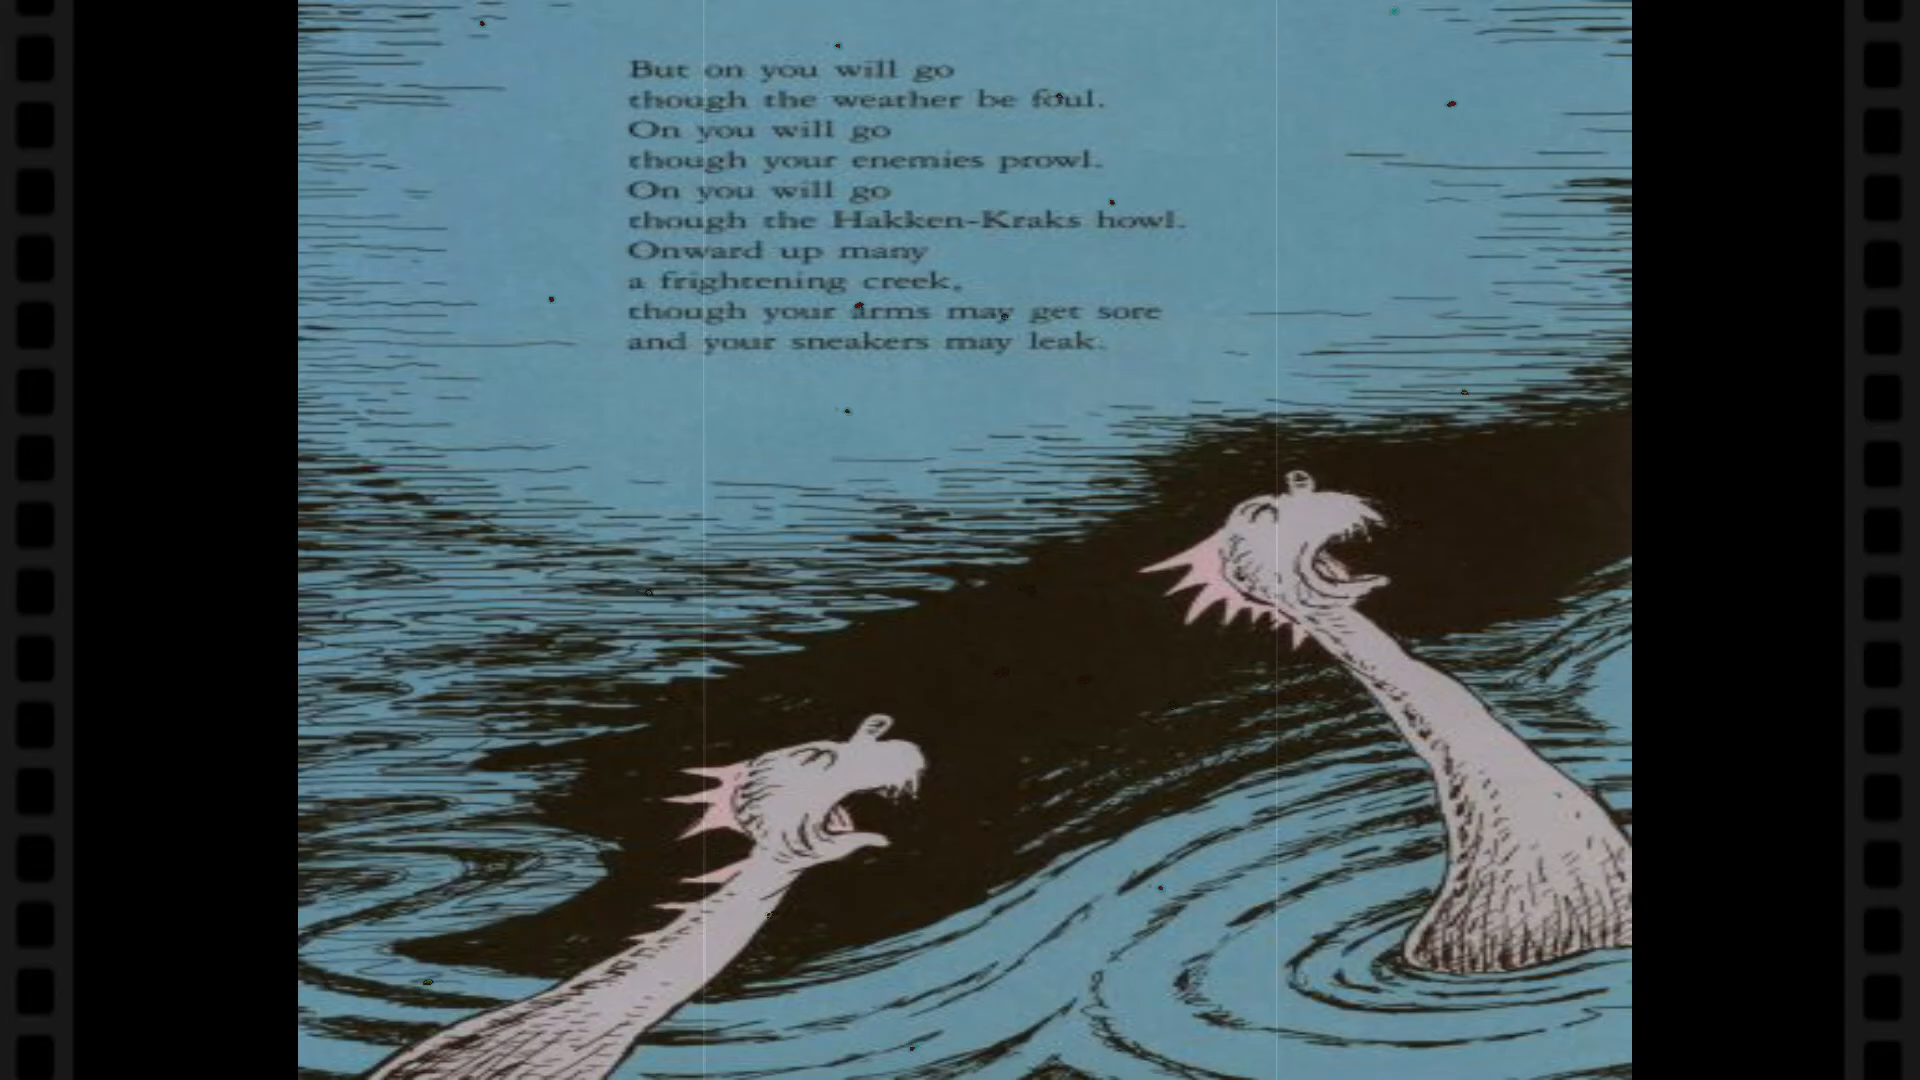 But on you will go
though the weather be foul.
On you will go
though your enemies prowl.
On you will go
though the Hakken-Kraks howl.
Onward up many
a frightening creek,
though your arms may get sore
and your sneakers may leak.